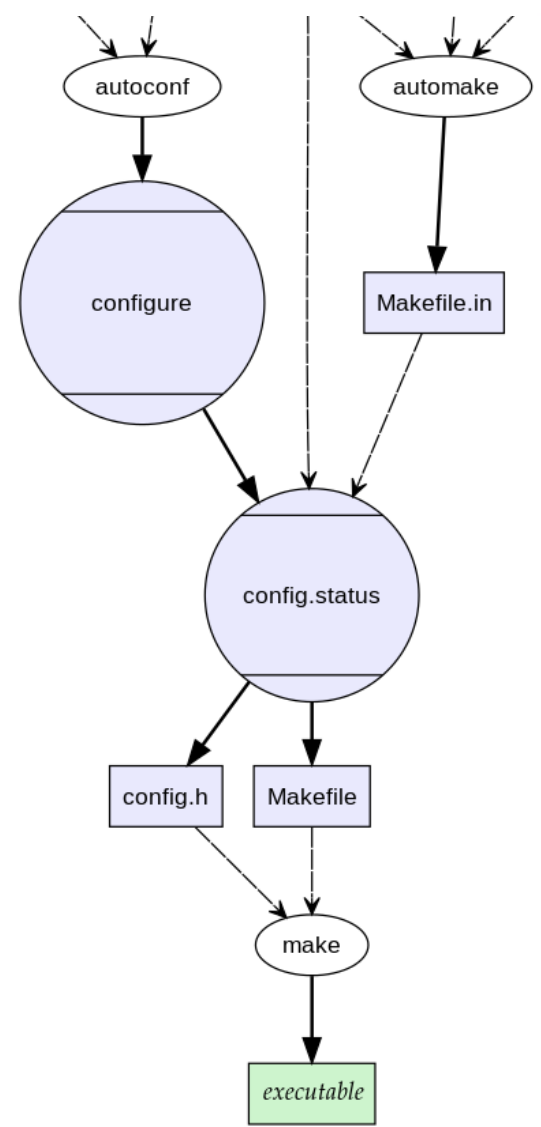 autoconf
automake
configure
Makefile.in
config.status
config.h
Makefile
make
executable